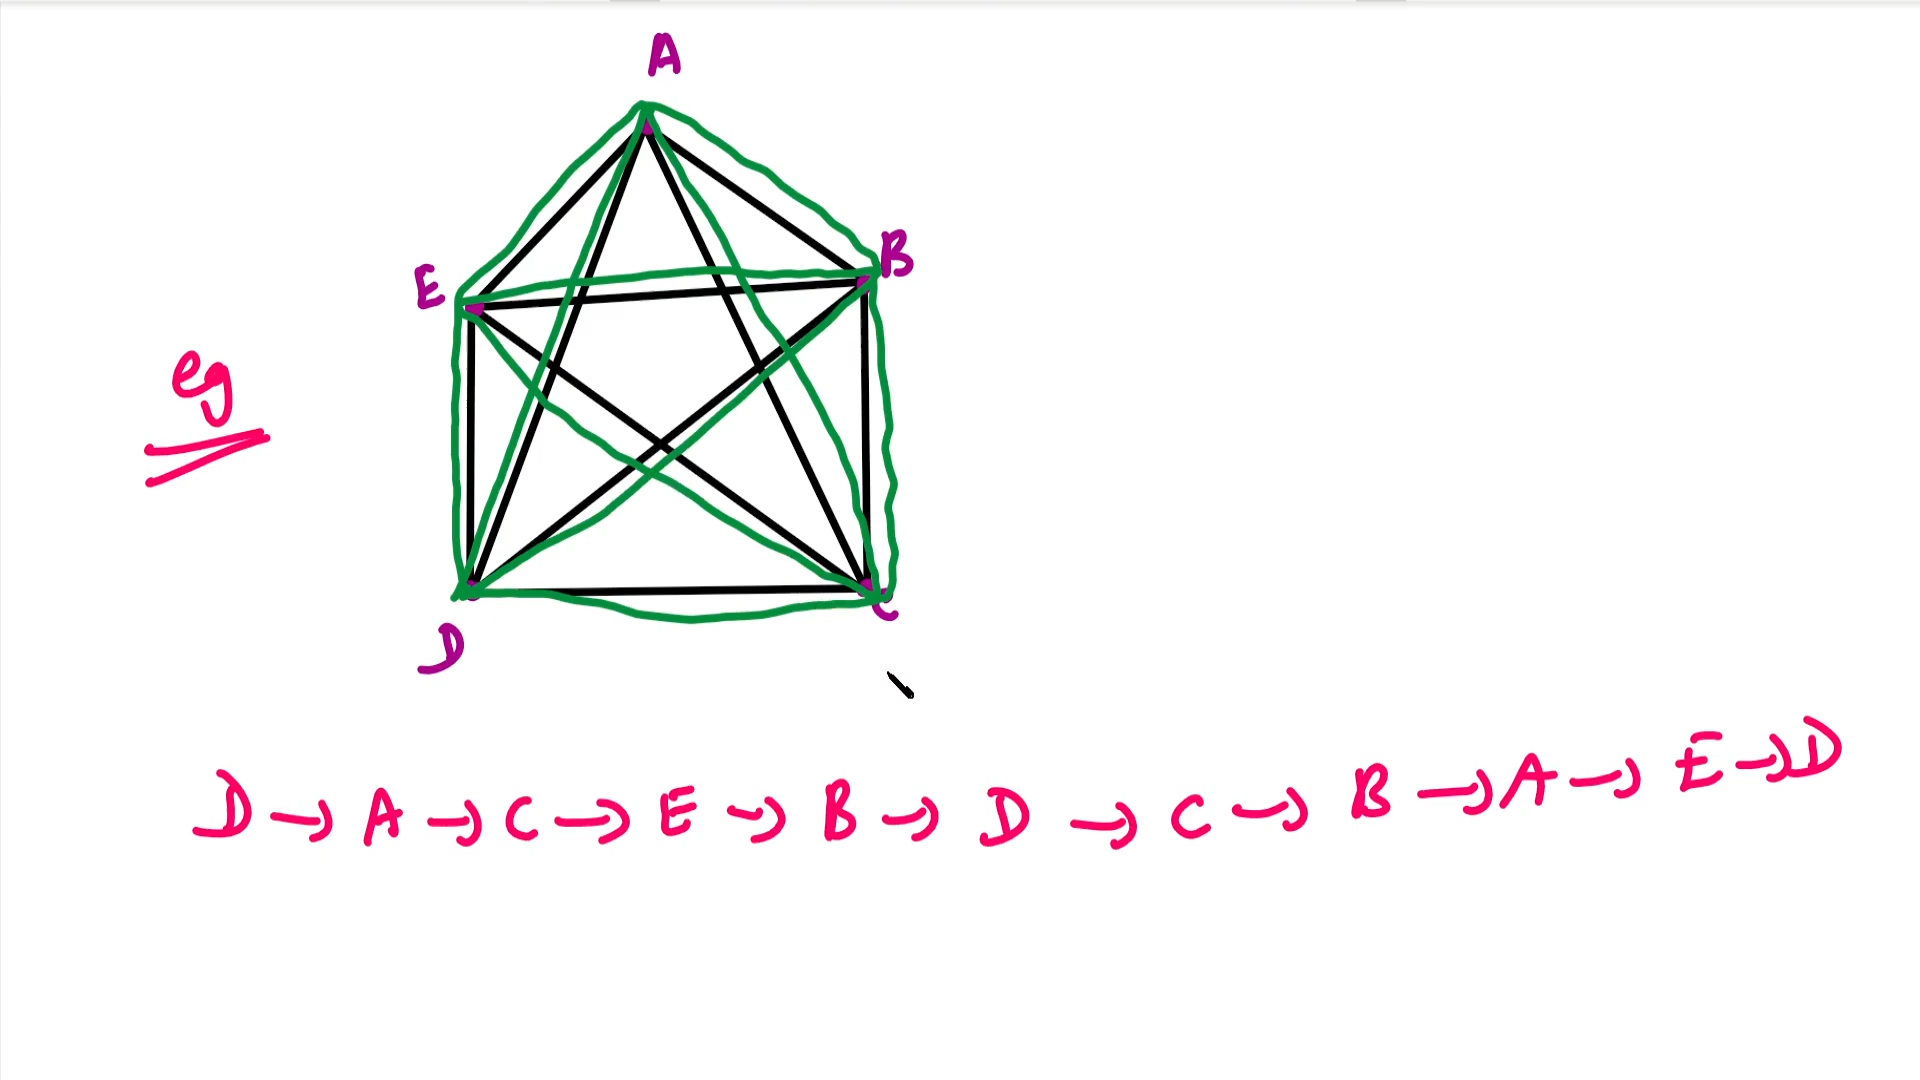 A
B
E
eg
C
D
D → A → C → E → B → D → C → B → A → E → D